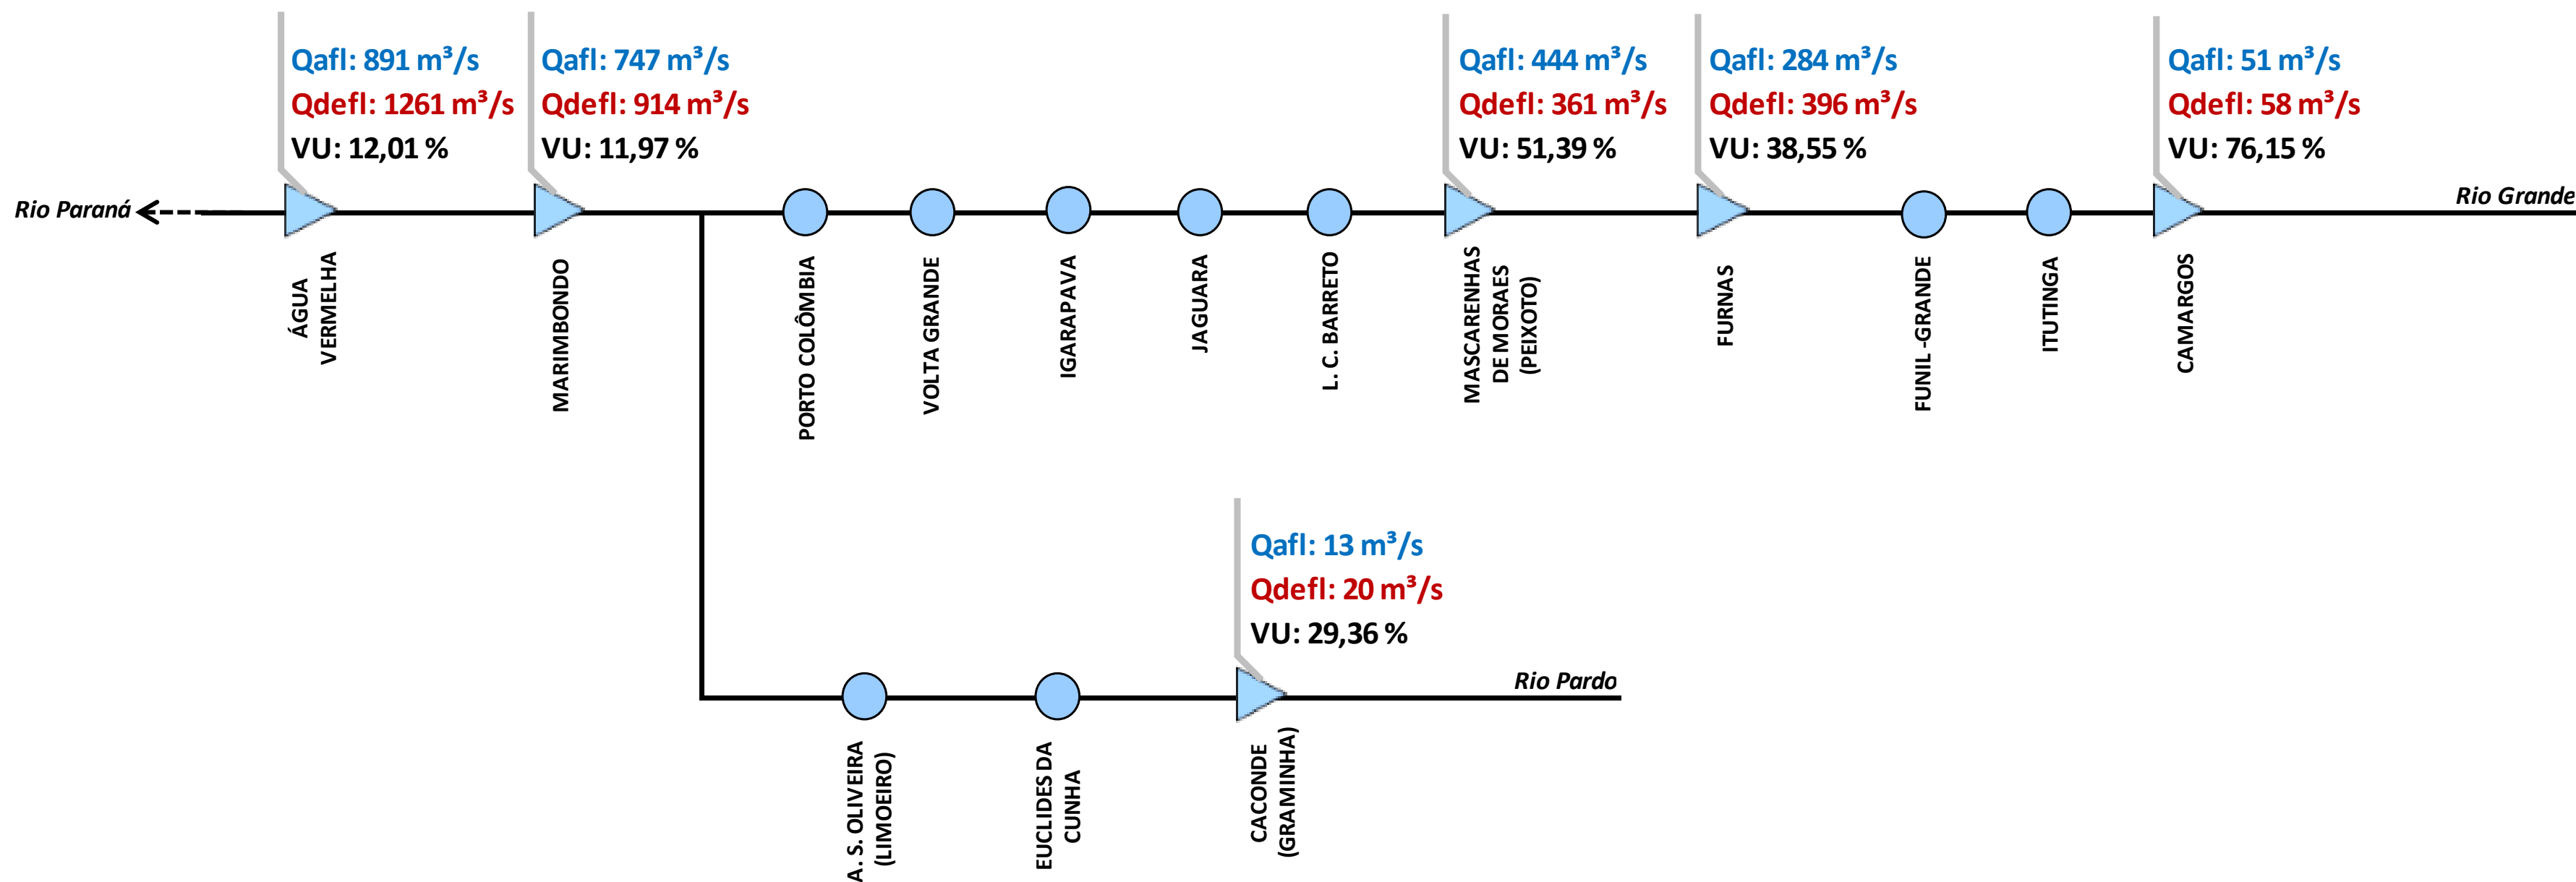 Qafl: 891 m³/s
Qdefl: 1261 m³/s
VU: 12,01 %
Qafl: 747 m³/s
Qdefl: 914 m³/s
VU: 11,97 %
Qafl: 444 m³/s
Qdefl: 361 m³/s
VU: 51,39 %
Qafl: 284 m³/s
Qdefl: 396 m³/s
VU: 38,55 %
Qafl: 51 m³/s
Qdefl: 58 m³/s
VU: 76,15 %
Rio Paraná
Rio Grande
ÁGUA
VERMELHA
MARIMBONDO
PORTO COLÔMBIA
VOLTA GRANDE
IGARAPAVA
JAGUARA
L. C. BARRETO
MASCARENHAS
DE MORAES
(PEIXOTO)
FURNAS
FUNIL -GRANDE
ITUTINGA
CAMARGOS
Qafl: 13 m³/s
Qdefl: 20 m³/s
VU: 29,36 %
Rio Pardo
A. S. OLIVEIRA
(LIMOEIRO)
EUCLIDES DA
CUNHA
CACONDE
(GRAMINHA)